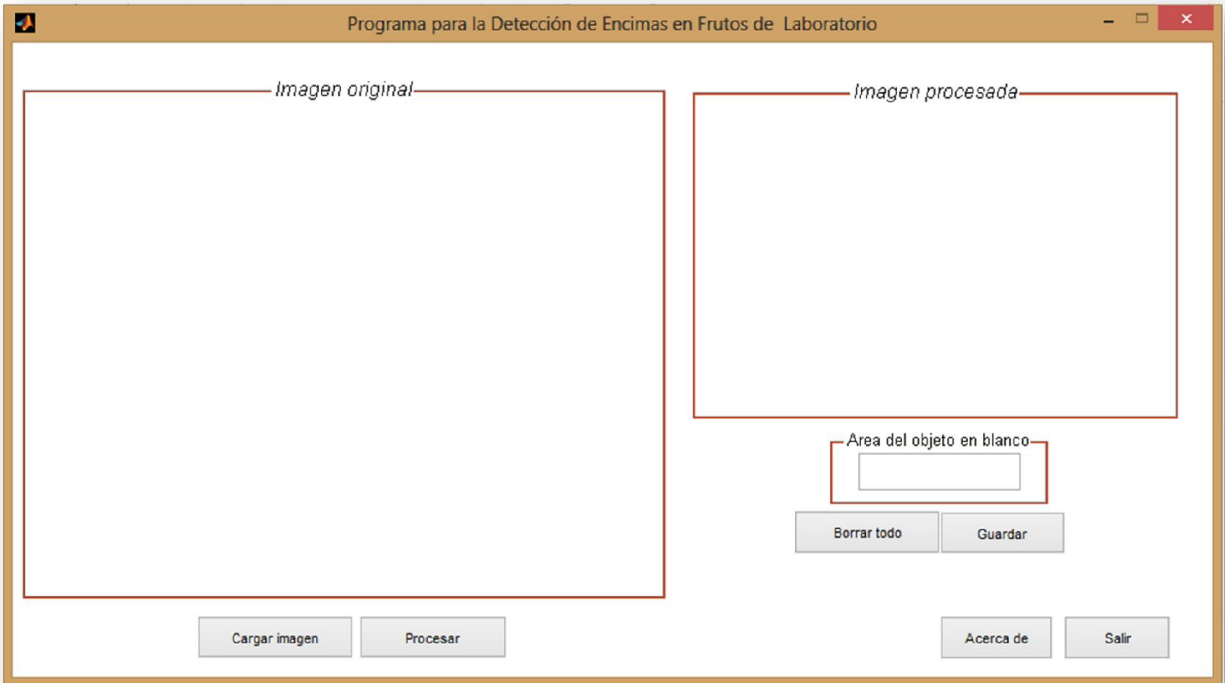 Programa para la Detección de Encimas en Frutos de Laboratorio
Imagen original
Imagen procesada
Area del objeto en blanco
Borrar todo
Guardar
Cargar imagen
Procesar
Acerca de
Salir